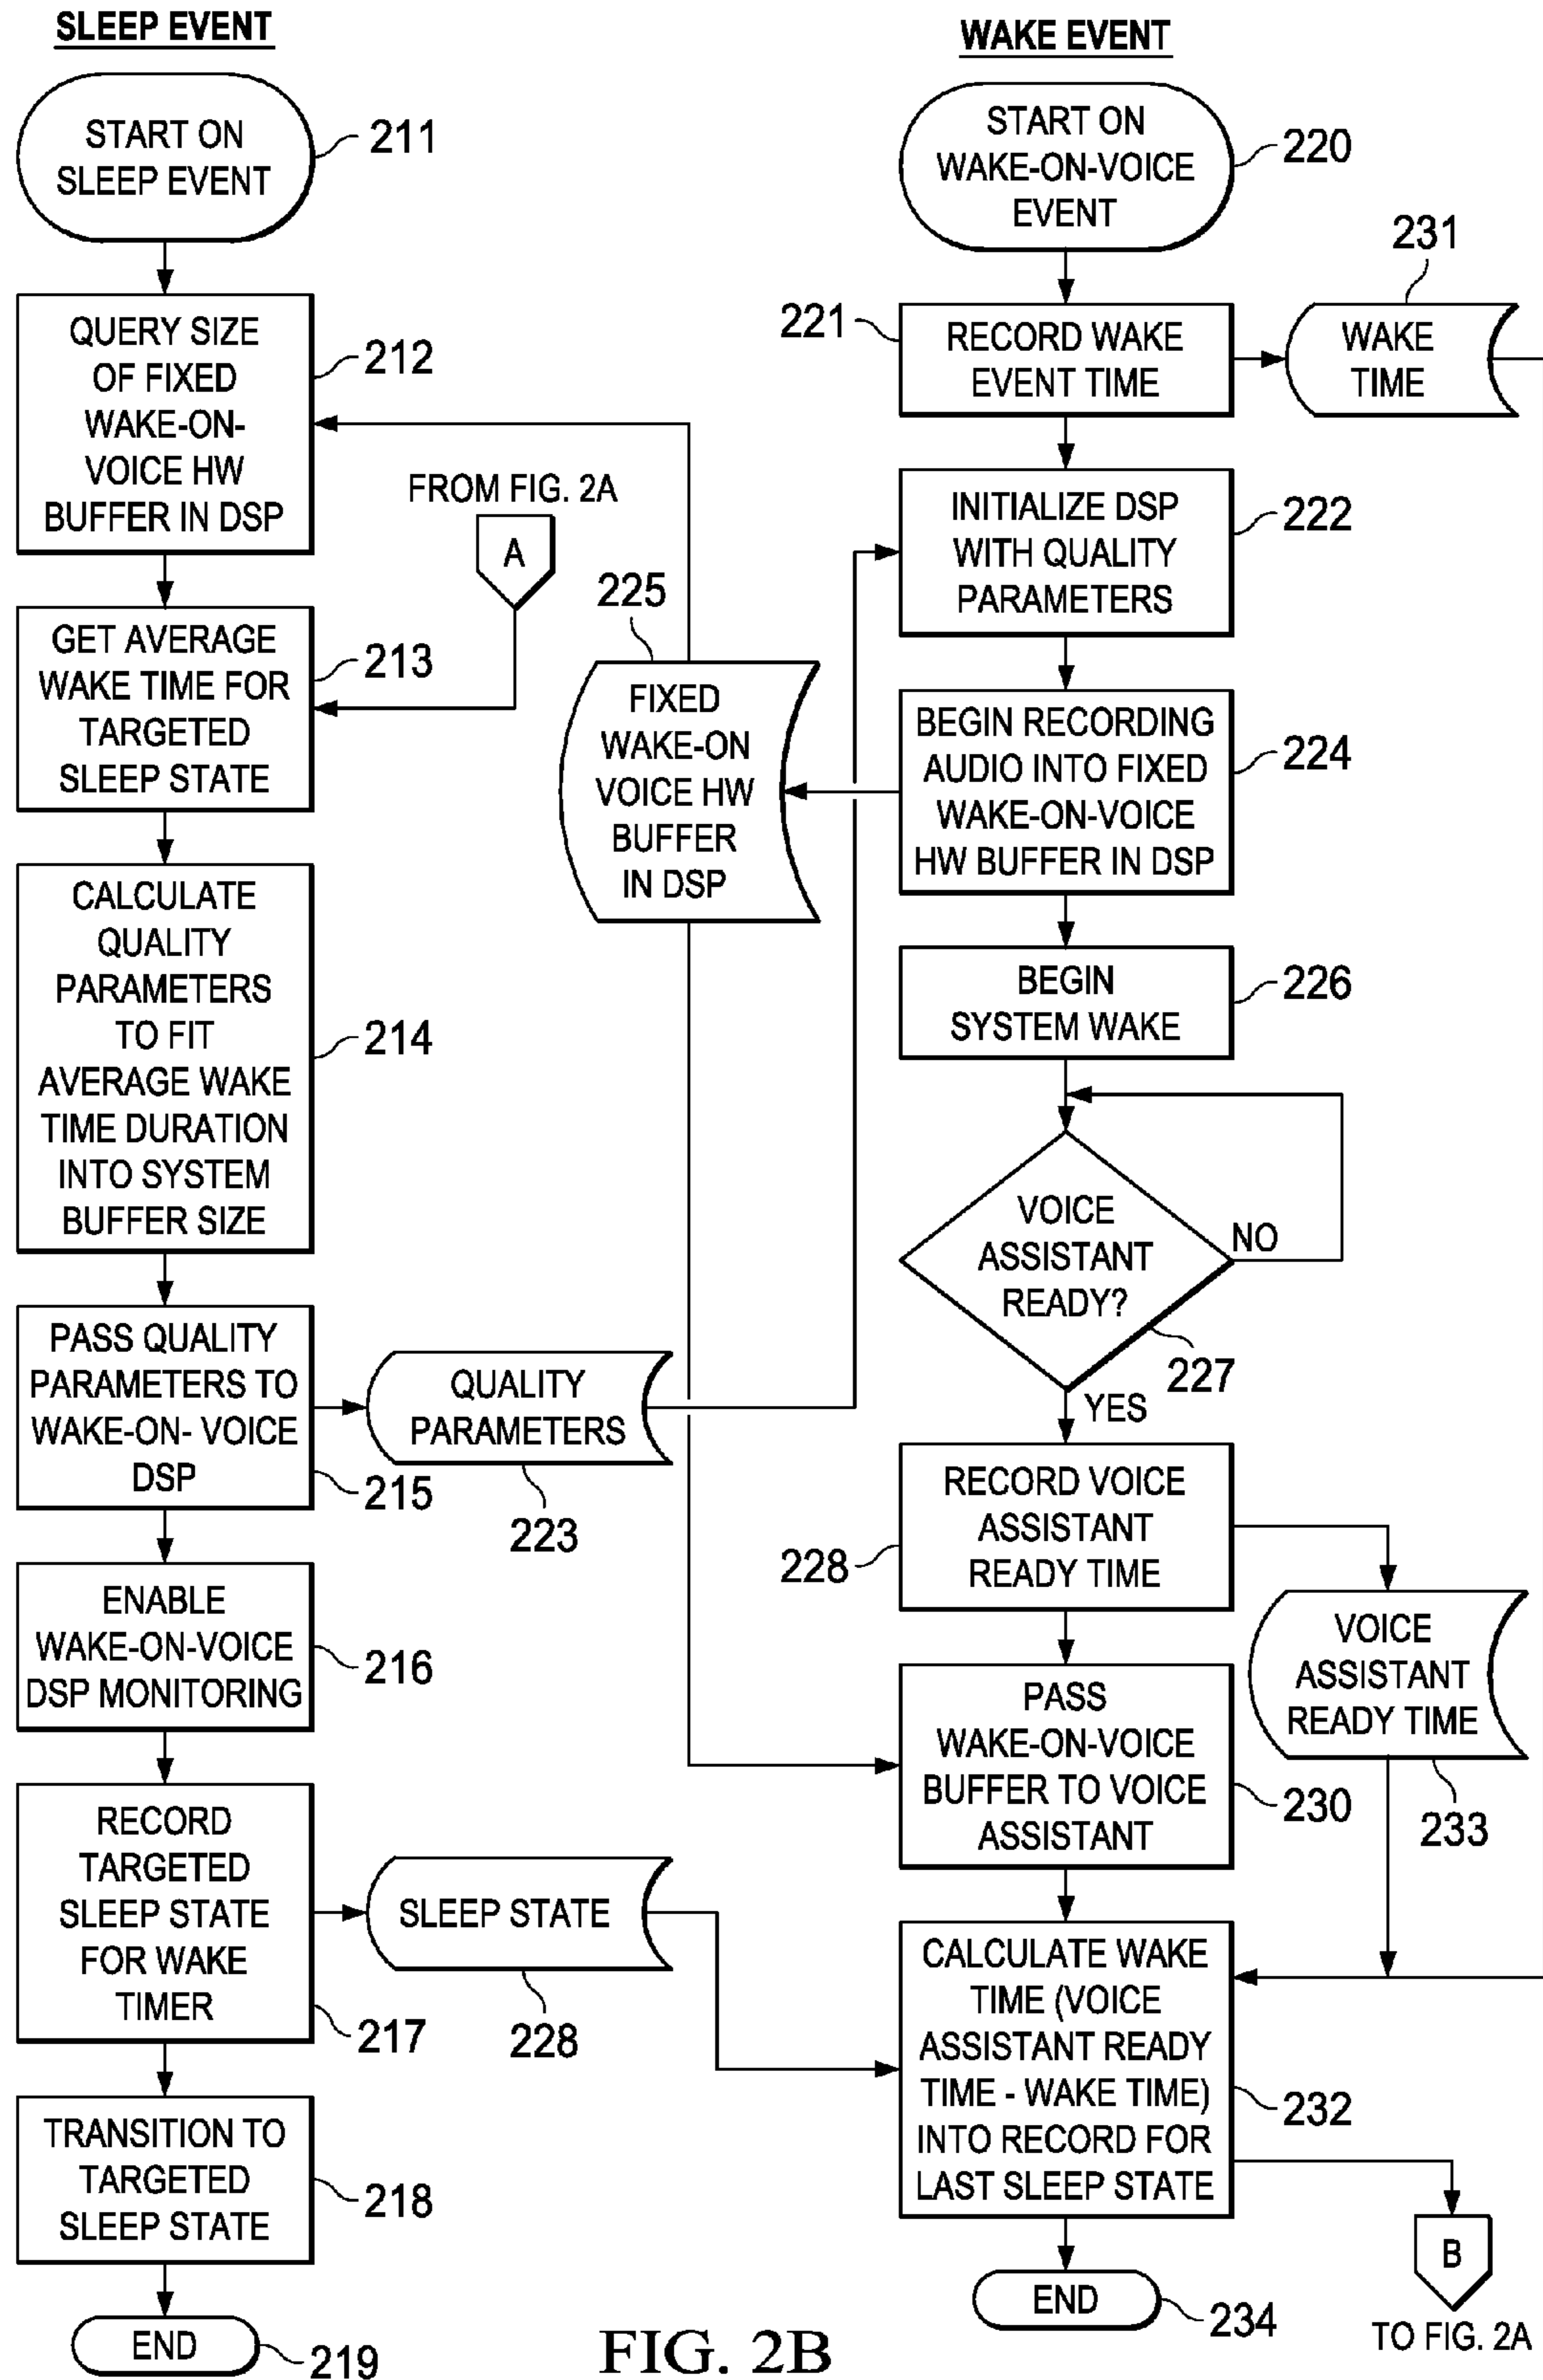 SLEEP EVENT
START ON
SLEEP EVENT
211
QUERY SIZE
OF FIXED
WAKE-ON-
VOICE HW
BUFFER IN DSP
212
FROM FIG. 2A
A
GET AVERAGE
WAKE TIME FOR
TARGETED
SLEEP STATE
213
CALCULATE
QUALITY
PARAMETERS
TO FIT
AVERAGE WAKE
TIME DURATION
INTO SYSTEM
BUFFER SIZE
214
PASS QUALITY
PARAMETERS TO
WAKE-ON- VOICE
DSP
215
QUALITY
PARAMETERS
223
ENABLE
WAKE-ON-VOICE
DSP MONITORING
216
RECORD
TARGETED
SLEEP STATE
FOR WAKE
TIMER
217
SLEEP STATE
228
TRANSITION TO
TARGETED
SLEEP STATE
218
END
219
225
FIXED
WAKE-ON
VOICE HW
BUFFER
IN DSP
WAKE EVENT
START ON
WAKE-ON-VOICE
EVENT
220
221
RECORD WAKE
EVENT TIME
231
WAKE
TIME
INITIALIZE DSP
WITH QUALITY
PARAMETERS
222
BEGIN RECORDING
AUDIO INTO FIXED
WAKE-ON-VOICE
HW BUFFER IN DSP
224
BEGIN
SYSTEM WAKE
226
VOICE
ASSISTANT
READY?
NO
227
YES
RECORD VOICE
ASSISTANT
READY TIME
228
VOICE
ASSISTANT
READY TIME
233
PASS
WAKE-ON-VOICE
BUFFER TO VOICE
ASSISTANT
230
CALCULATE WAKE
TIME (VOICE
ASSISTANT READY
TIME - WAKE TIME)
INTO RECORD FOR
LAST SLEEP STATE
232
B
TO FIG. 2A
END
234
FIG. 2B